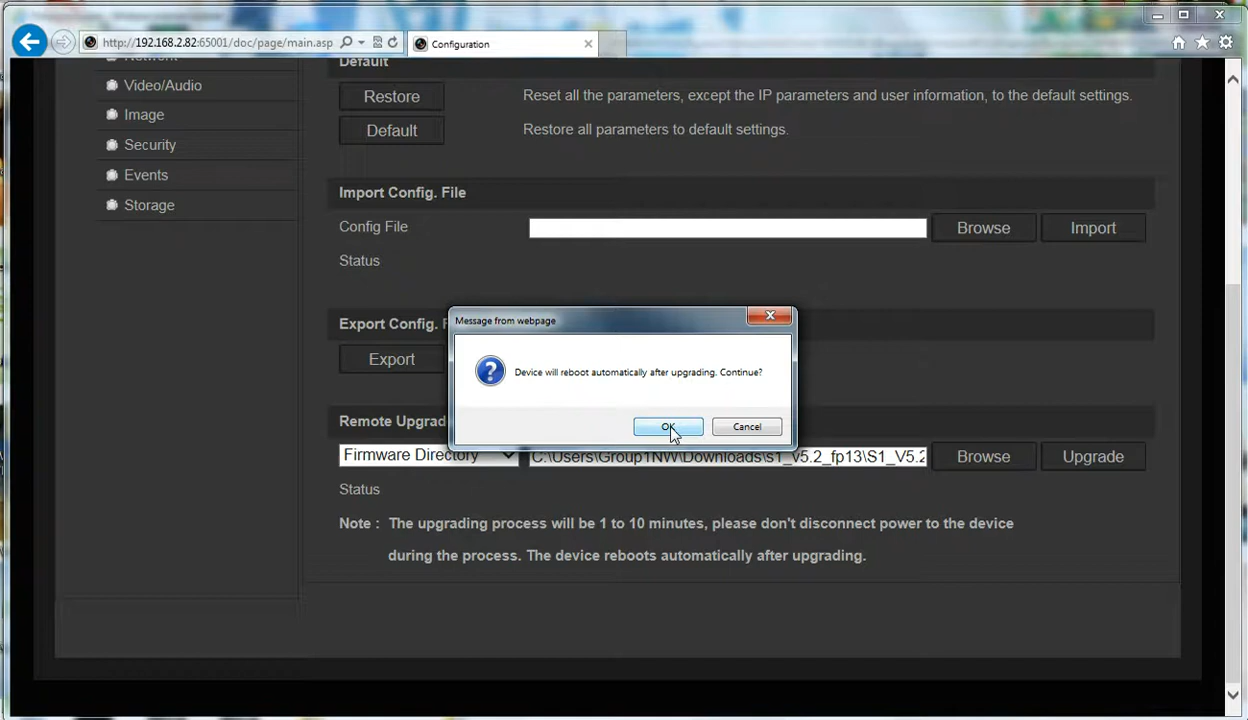 http://192.168.2.82:65001/doc/page/main.asp
Configuration
Network
Video/Audio
Image
Security
Events
Storage
Default
Restore
Reset all the parameters, except the IP parameters and user information, to the default settings.
Default
Restore all parameters to default settings.
Import Config. File
Config File
Browse
Import
Status
Export Config. F
Export
Message from webpage
Device will reboot automatically after upgrading. Continue?
OK
Cancel
Remote Upgrad
Firmware Directory
C:\Users\Group1NW\Downloads\s1_v5.2_fp13\S1_V5.2
Browse
Upgrade
Status
Note : The upgrading process will be 1 to 10 minutes, please don't disconnect power to the device
during the process. The device reboots automatically after upgrading.